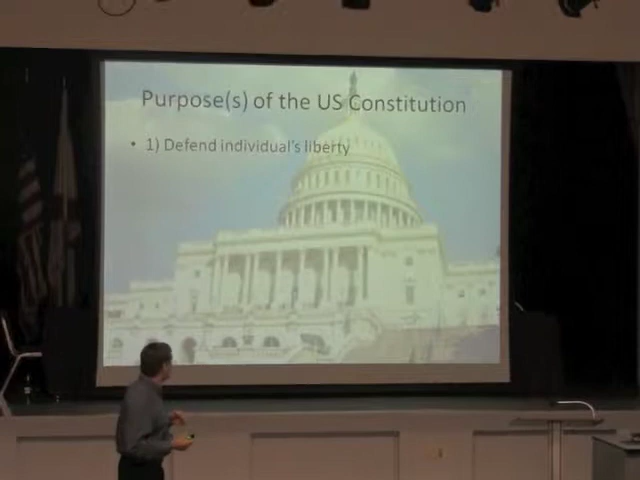 Purpose(s) of the US Constitution
• 1) Defend individual's liberty